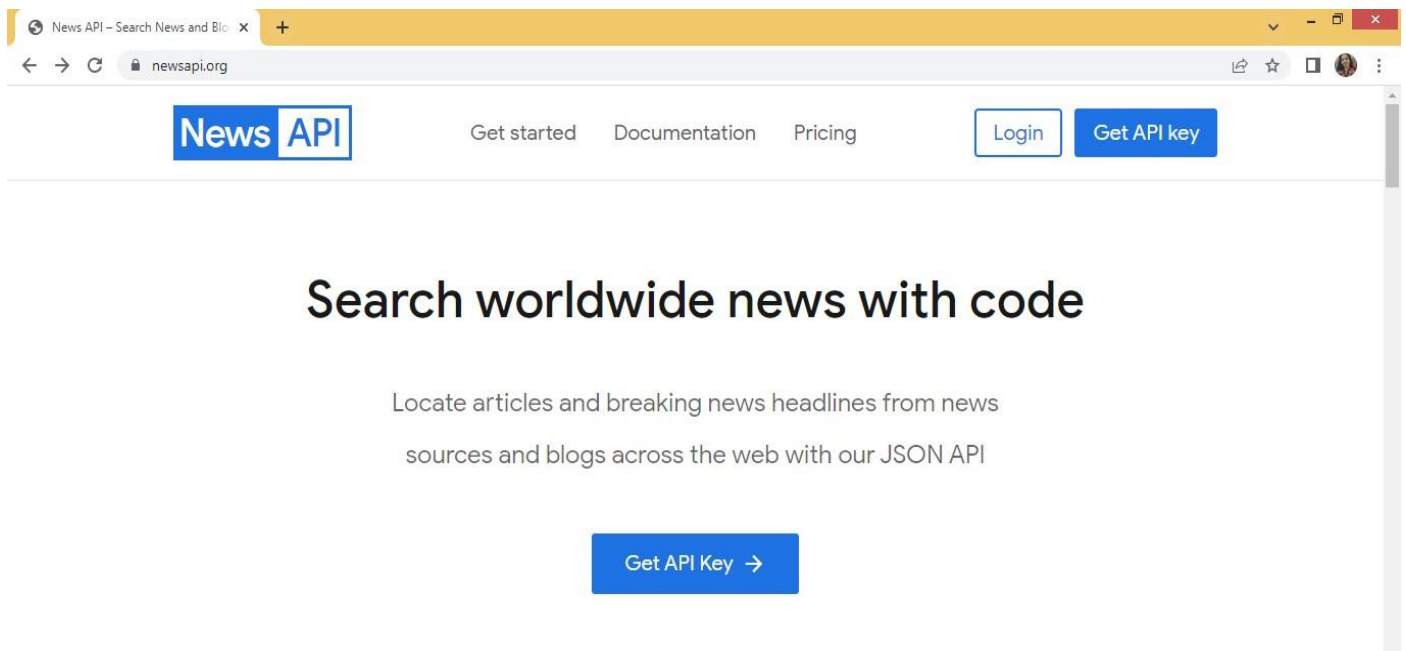 News API – Search News and Blo
newsapi.org
News API
Get started Documentation Pricing
Login Get API key
Search worldwide news with code
Locate articles and breaking news headlines from news
sources and blogs across the web with our JSON API
Get API Key →